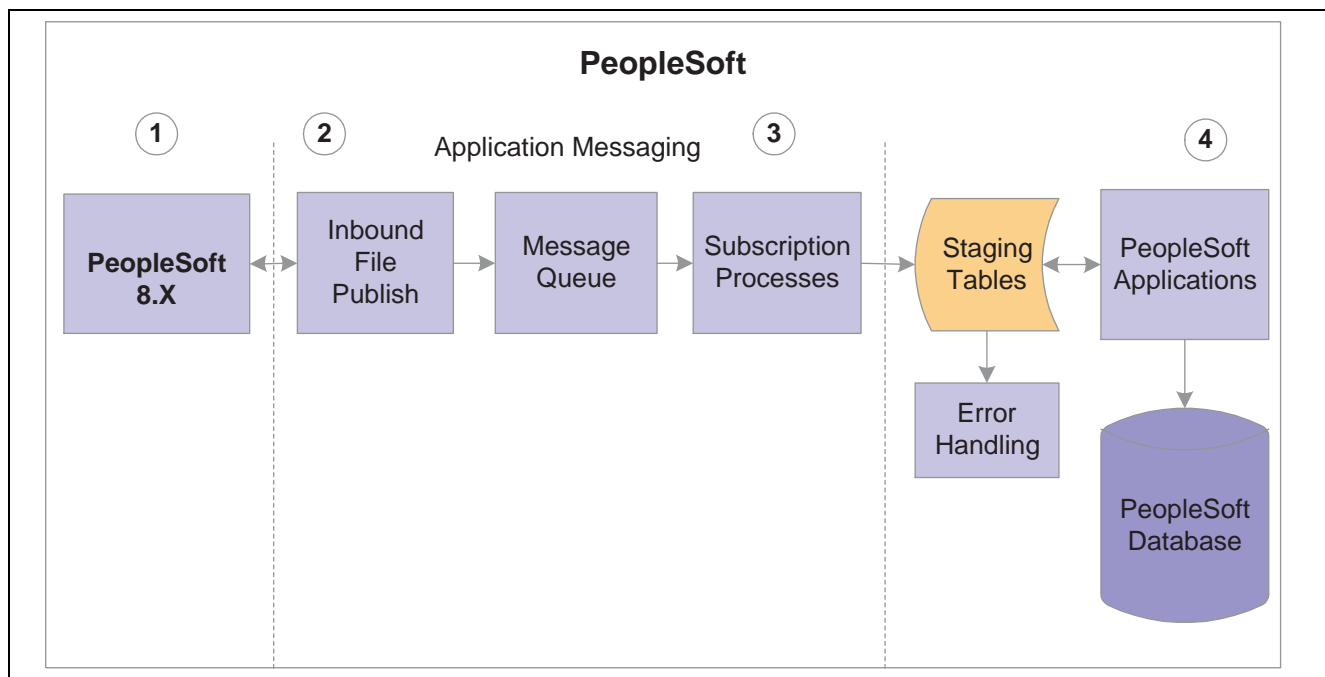 PeopleSoft
1
2
Application Messaging
3
4
PeopleSoft
8.X
Inbound
File
Publish
Message
Queue
Subscription
Processes
Staging
Tables
PeopleSoft
Applications
Error
Handling
PeopleSoft
Database